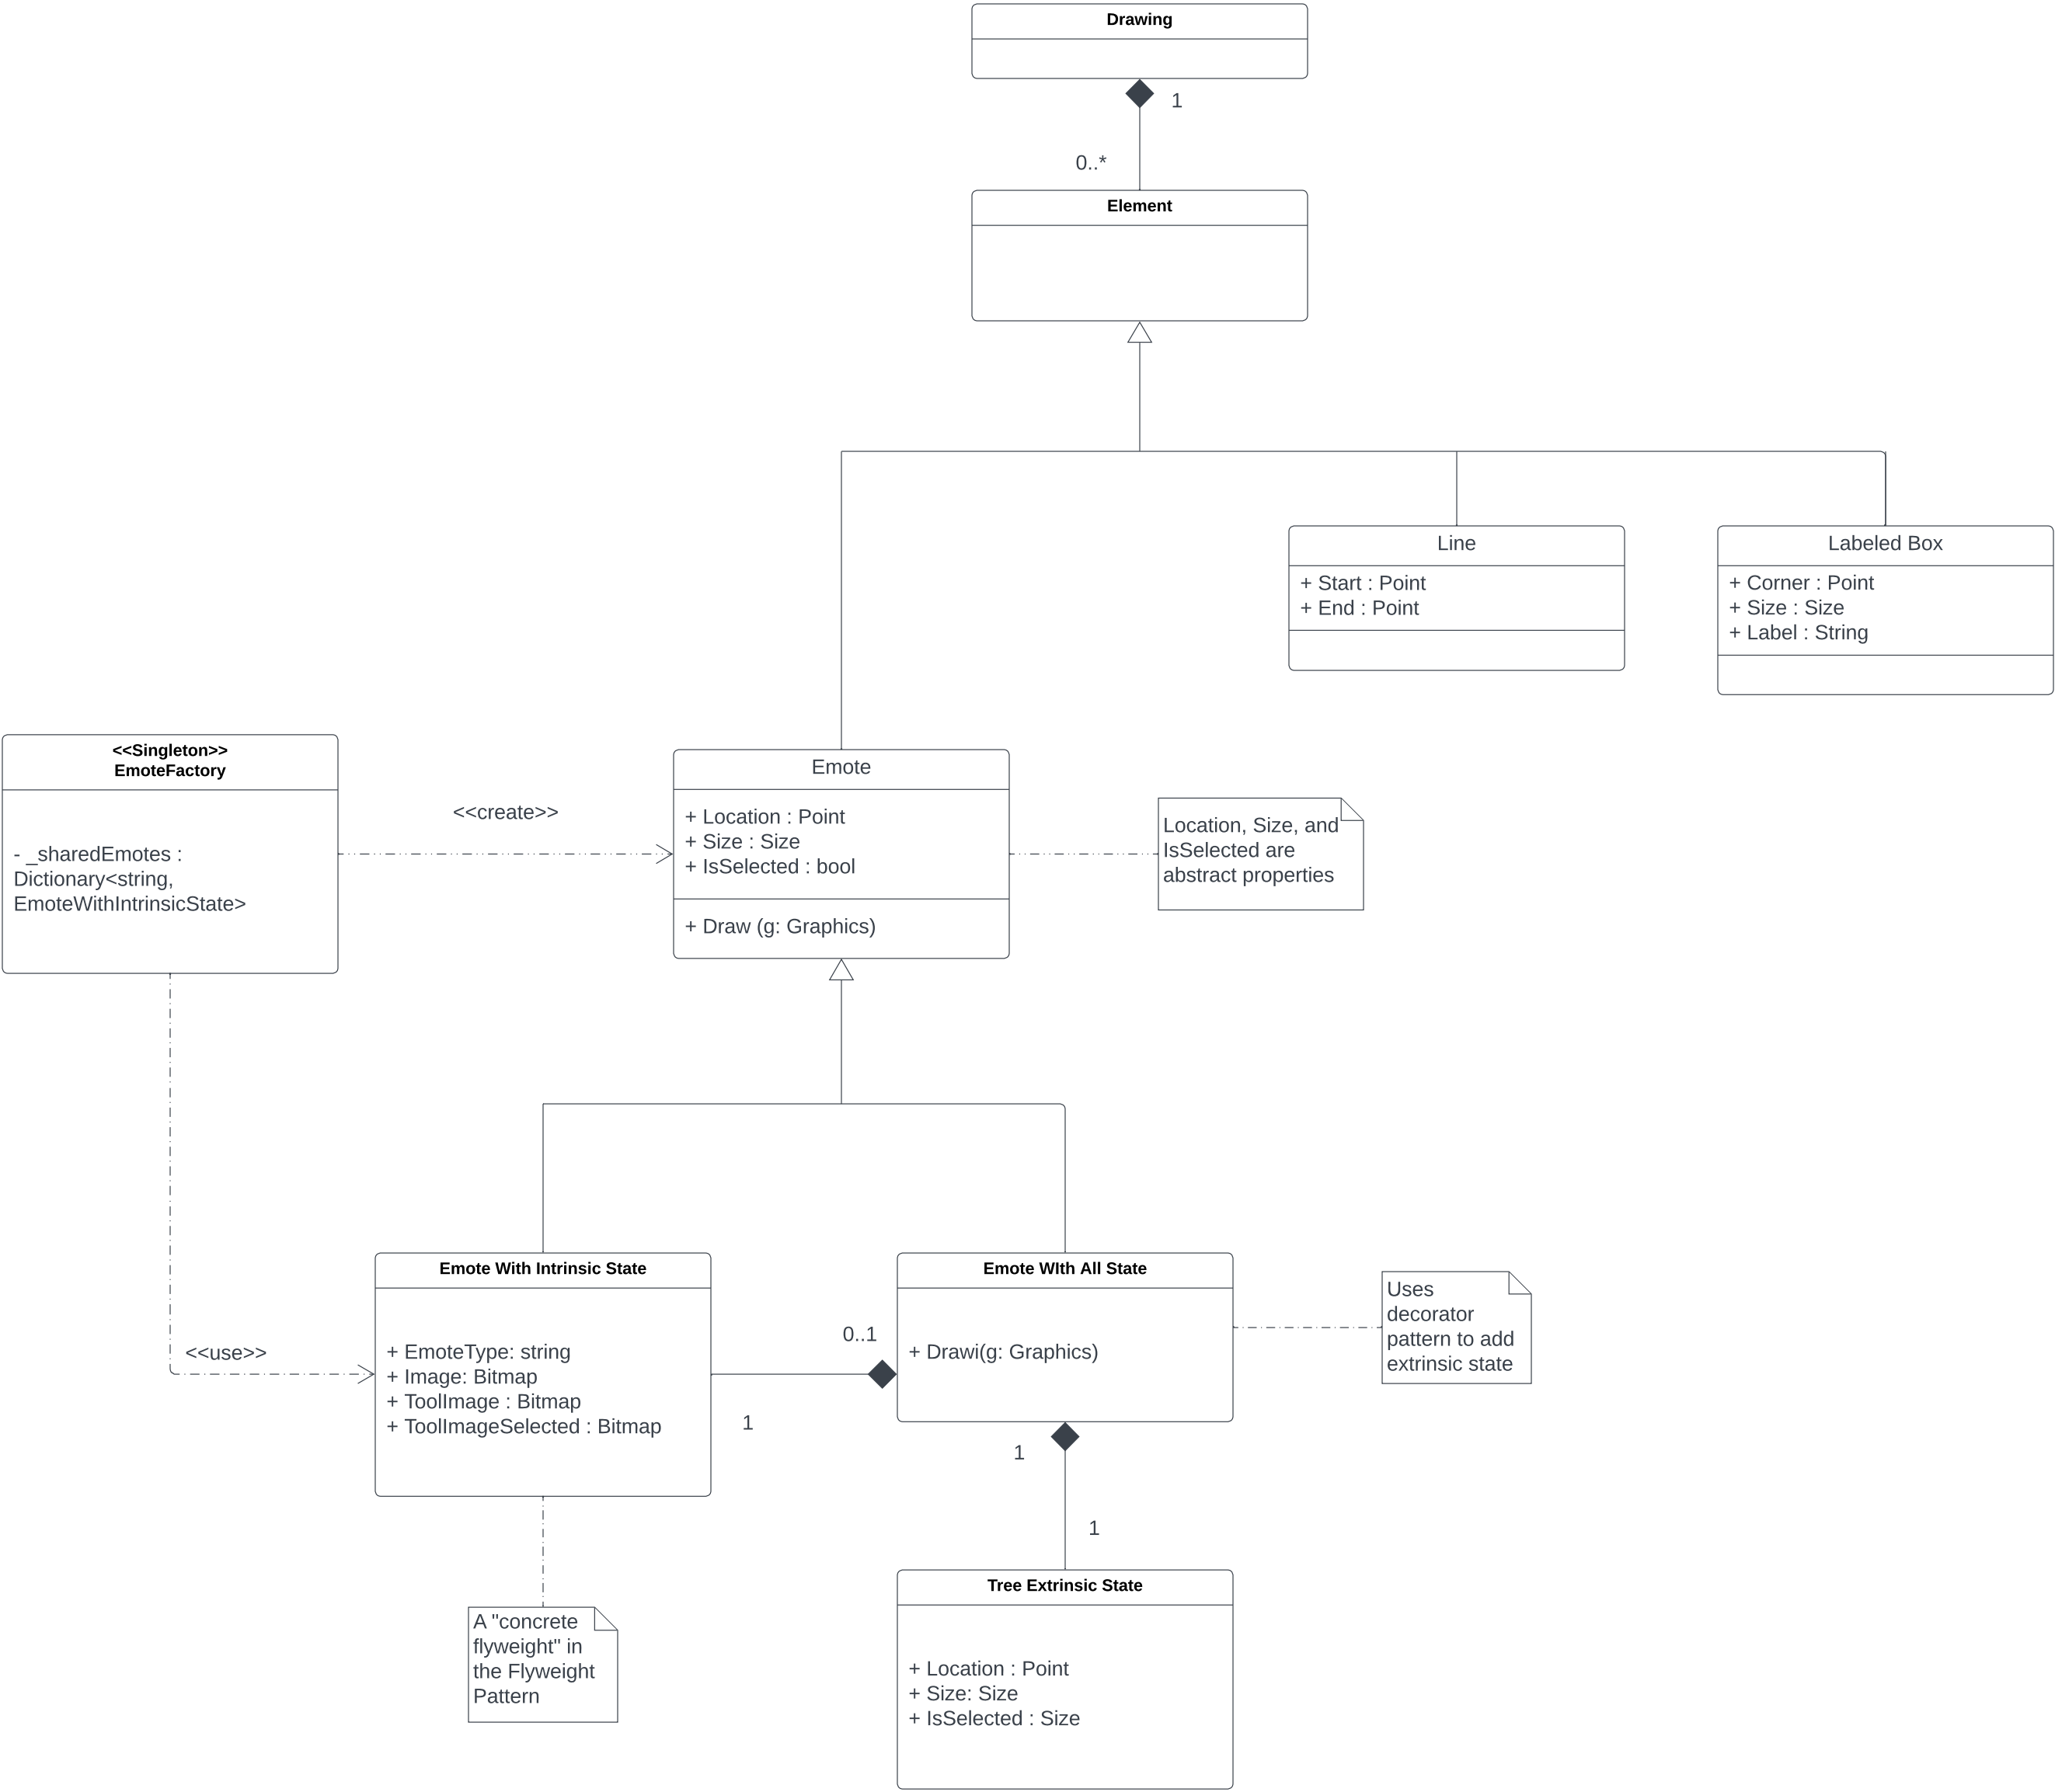 Drawing
1
0..*
Element
Line
+ Start : Point
+ End : Point
Labeled Box
+ Corner : Point
+ Size : Size
+ Label : String
<<Singleton>>
EmoteFactory
- _sharedEmotes :
Dictionary<string,
EmoteWithIntrinsicState>
<<create>>
Emote
+ Location : Point
+ Size : Size
+ IsSelected : bool
+ Draw (g: Graphics)
Location, Size, and
IsSelected are
abstract properties
<<use>>
Emote With Intrinsic State
+ EmoteType: string
+ Image: Bitmap
+ ToolImage : Bitmap
+ ToolImageSelected : Bitmap
0..1
1
Emote WIth All State
+ Drawi(g: Graphics)
Uses
decorator
pattern to add
extrinsic state
1
1
A "concrete
flyweight" in
the Flyweight
Pattern
Tree Extrinsic State
+ Location : Point
+ Size: Size
+ IsSelected : Size